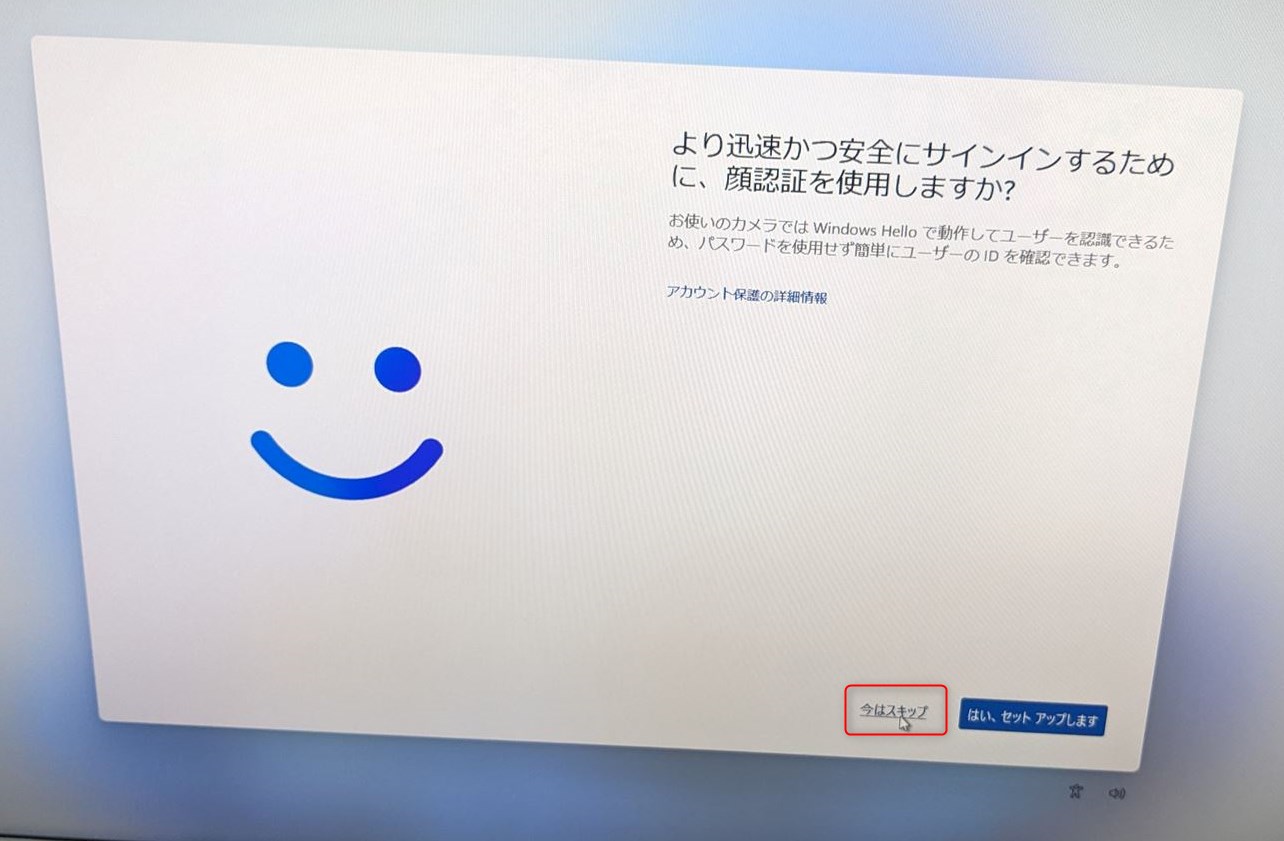 より迅速かつ安全にサインインするため
に、顔認証を使用しますか?
お使いのカメラでは Windows Hello で動作してユーザーを認識できるた
め、パスワードを使用せず簡単にユーザーの ID を確認できます。
アカウント保護の詳細情報
今はスキップ
はい、セット アップします